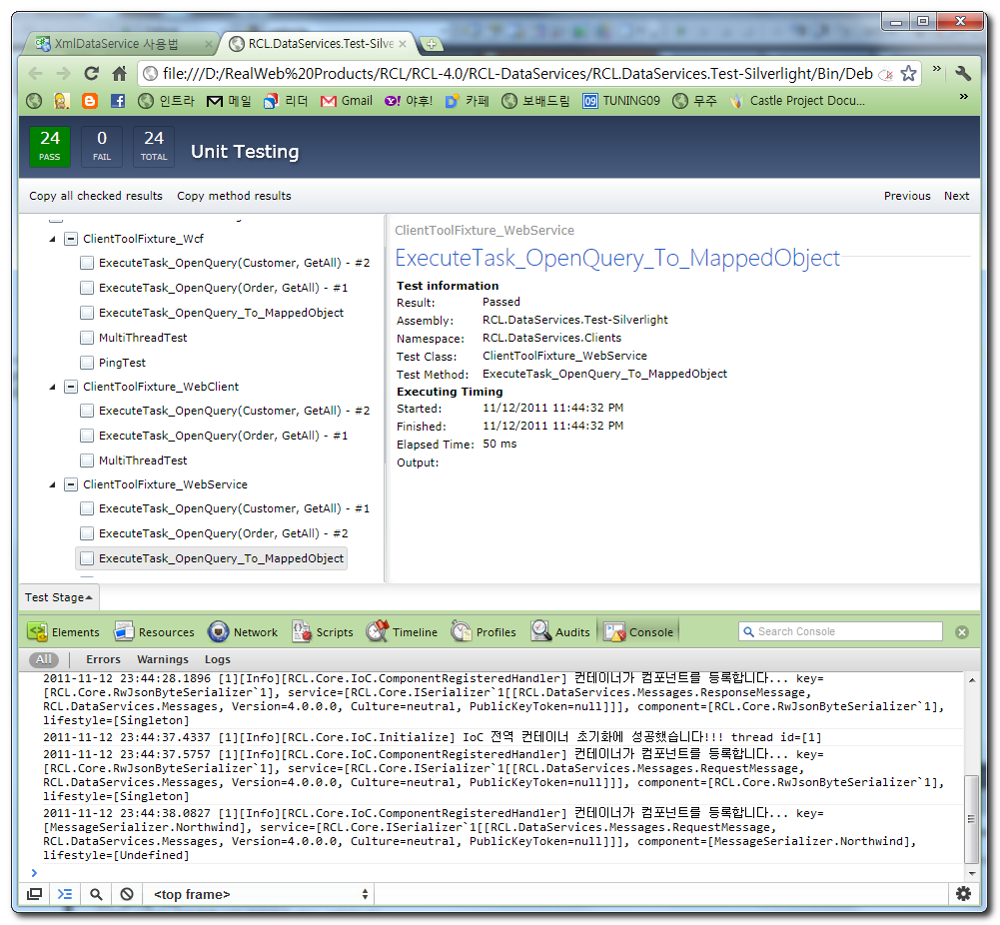 XmlDataService 사용법
RCL.DataServices.Test-Silve
file:///D:/RealWeb%20Products/RCL/RCL-4.0/RCL-DataServices/RCL.DataServices.Test-Silverlight/Bin/Deb
인트라 메일 리더 Gmail 야후! 카페 보배드림 TUNING09 무주 Castle Project Docu...
24 PASS
0 FAIL
24 TOTAL
Unit Testing
Copy all checked results Copy method results Previous Next
ClientToolFixture_Wcf
ExecuteTask_OpenQuery(Customer, GetAll) - #2
ExecuteTask_OpenQuery(Order, GetAll) - #1
ExecuteTask_OpenQuery_To_MappedObject
MultiThreadTest
PingTest
ClientToolFixture_WebClient
ExecuteTask_OpenQuery(Customer, GetAll) - #2
ExecuteTask_OpenQuery(Order, GetAll) - #1
MultiThreadTest
ClientToolFixture_WebService
ExecuteTask_OpenQuery(Customer, GetAll) - #1
ExecuteTask_OpenQuery(Order, GetAll) - #2
ExecuteTask_OpenQuery_To_MappedObject
ClientToolFixture_WebService
ExecuteTask_OpenQuery_To_MappedObject
Test information
Result: Passed
Assembly: RCL.DataServices.Test-Silverlight
Namespace: RCL.DataServices.Clients
Test Class: ClientToolFixture_WebService
Test Method: ExecuteTask_OpenQuery_To_MappedObject
Executing Timing
Started: 11/12/2011 11:44:32 PM
Finished: 11/12/2011 11:44:32 PM
Elapsed Time: 50 ms
Output:
Test Stage
Elements Resources Network Scripts Timeline Profiles Audits Console Search Console
All Errors Warnings Logs
2011-11-12 23:44:28.1896 [1][Info][RCL.Core.IoC.ComponentRegisteredHandler] 컨테이너가 컴포넌트를 등록합니다... key=
[RCL.Core.RwJsonByteSerializer`1], service=[RCL.Core.ISerializer`1[[RCL.DataServices.Messages.ResponseMessage,
RCL.DataServices.Messages, Version=4.0.0.0, Culture=neutral, PublicKeyToken=null]]], component=[RCL.Core.RwJsonByteSerializer`1],
lifestyle=[Singleton]
2011-11-12 23:44:37.4337 [1][Info][RCL.Core.IoC.Initialize] IoC 전역 컨테이너 초기화에 성공했습니다!!! thread id=[1]
2011-11-12 23:44:37.5757 [1][Info][RCL.Core.IoC.ComponentRegisteredHandler] 컨테이너가 컴포넌트를 등록합니다... key=
[RCL.Core.RwJsonByteSerializer`1], service=[RCL.Core.ISerializer`1[[RCL.DataServices.Messages.RequestMessage,
RCL.DataServices.Messages, Version=4.0.0.0, Culture=neutral, PublicKeyToken=null]]], component=[RCL.Core.RwJsonByteSerializer`1],
lifestyle=[Singleton]
2011-11-12 23:44:38.0827 [1][Info][RCL.Core.IoC.ComponentRegisteredHandler] 컨테이너가 컴포넌트를 등록합니다... key=
[MessageSerializer.Northwind], service=[RCL.Core.ISerializer`1[[RCL.DataServices.Messages.RequestMessage,
RCL.DataServices.Messages, Version=4.0.0.0, Culture=neutral, PublicKeyToken=null]]], component=[MessageSerializer.Northwind],
lifestyle=[Undefined]
<top frame>